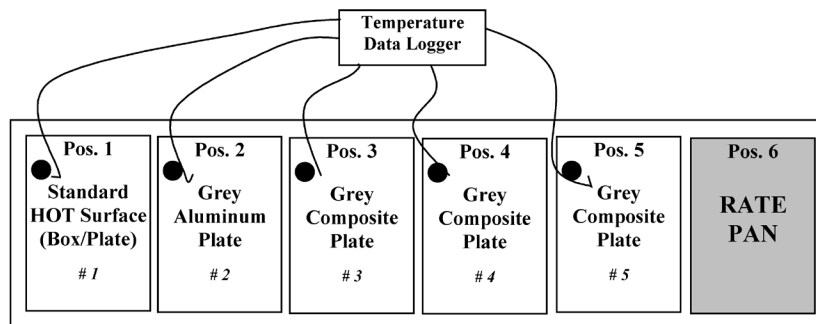 Temperature
Data Logger
Pos. 1
Standard
HOT Surface
(Box/Plate)
# 1
Pos. 2
Grey
Aluminum
Plate
# 2
Pos. 3
Grey
Composite
Plate
# 3
Pos. 4
Grey
Composite
Plate
# 4
Pos. 5
Grey
Composite
Plate
# 5
Pos. 6
RATE
PAN